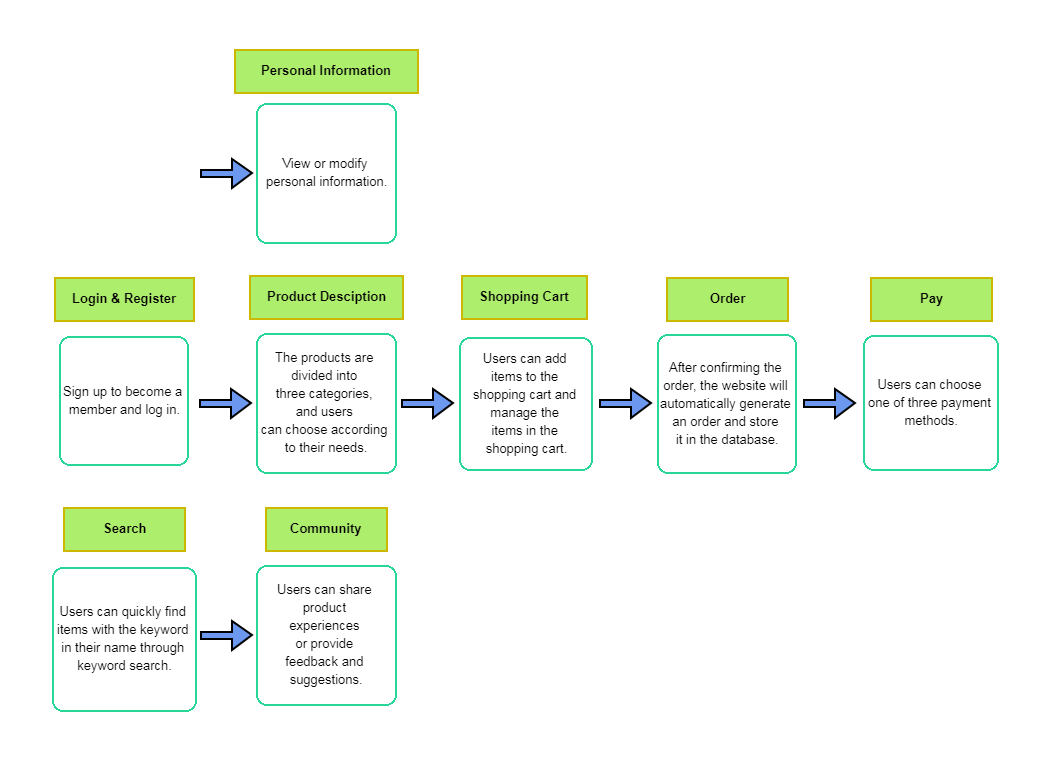 Personal Information
View or modify
personal information.
Login & Register
Sign up to become a
member and log in.
Product Desciption
The products are
divided into
three categories,
and users
can choose according
to their needs.
Shopping Cart
Users can add
items to the
shopping cart and
manage the
items in the
shopping cart.
Order
After confirming the
order, the website will
automatically generate
an order and store
it in the database.
Pay
Users can choose
one of three payment
methods.
Search
Users can quickly find
items with the keyword
in their name through
keyword search.
Community
Users can share
product
experiences
or provide
feedback and
suggestions.